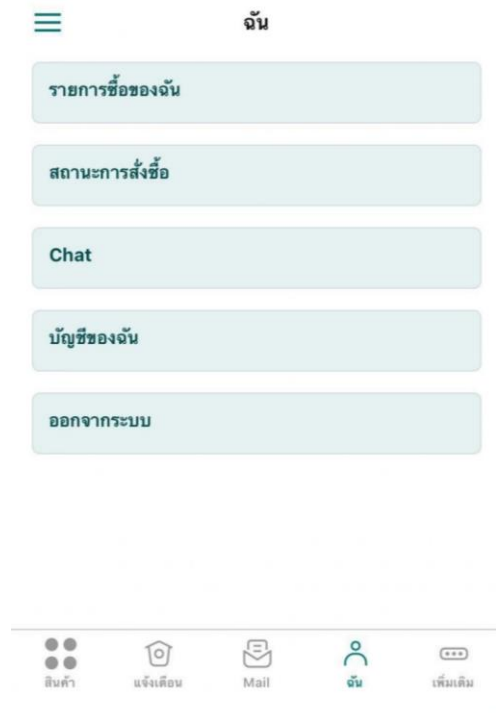 ฉัน
รายการซื้อของฉัน
สถานะการสั่งซื้อ
Chat
บัญชีของฉัน
ออกจากระบบ
สินค้า แจ้งเตือน Mail ฉัน เพิ่มเติม